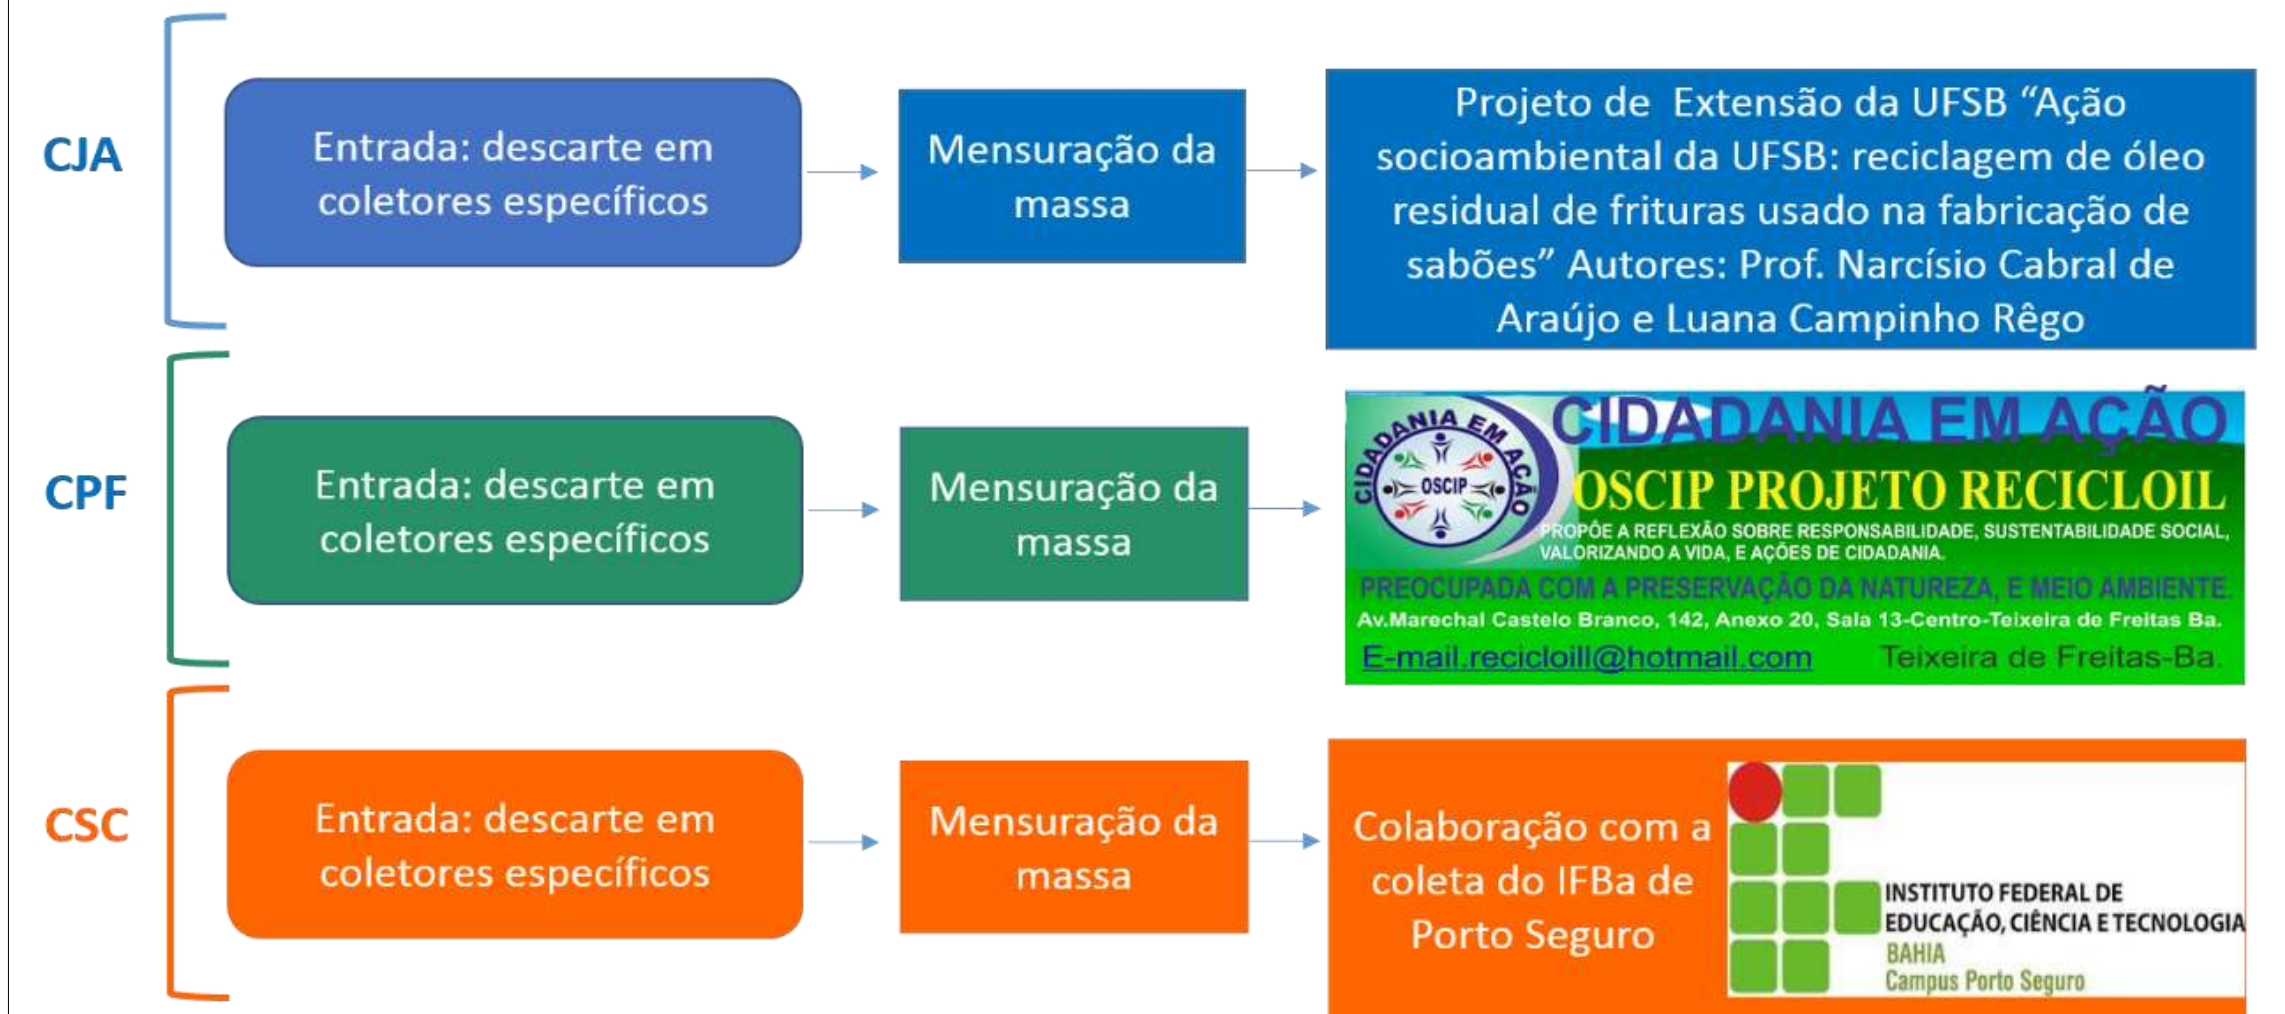 CJA
Entrada: descarte em
coletores específicos
Mensuração da
massa
Projeto de Extensão da UFSB “Ação
socioambiental da UFSB: reciclagem de óleo
residual de frituras usado na fabricação de
sabões” Autores: Prof. Narcísio Cabral de
Araújo e Luana Campinho Rêgo
CPF
Entrada: descarte em
coletores específicos
Mensuração da
massa
CIDADANIA EM AÇÃO
OSCIP
CIDADANIA EM AÇÃO
OSCIP PROJETO RECICLOIL
PROPÔE A REFLEXÃO SOBRE RESPONSABILIDADE, SUSTENTABILIDADE SOCIAL,
VALORIZANDO A VIDA, E AÇÕES DE CIDADANIA.
PREOCUPADA COM A PRESERVAÇÃO DA NATUREZA, E MEIO AMBIENTE.
Av.Marechal Castelo Branco, 142, Anexo 20, Sala 13-Centro-Teixeira de Freitas Ba.
E-mail.recicloill@hotmail.com Teixeira de Freitas-Ba.
CSC
Entrada: descarte em
coletores específicos
Mensuração da
massa
Colaboração com a
coleta do IFBa de
Porto Seguro
INSTITUTO FEDERAL DE
EDUCAÇÃO, CIÊNCIA E TECNOLOGIA
BAHIA
Campus Porto Seguro